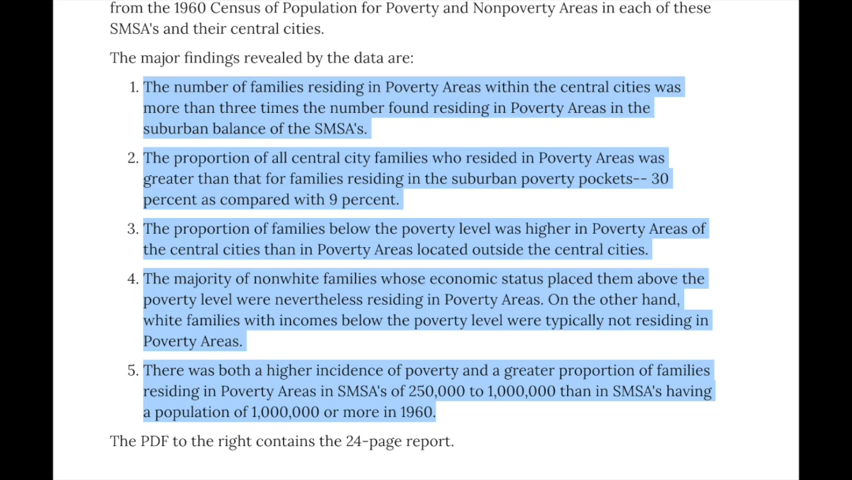 from the 1960 Census of Population for Poverty and Nonpoverty Areas in each of these
SMSA's and their central cities.
The major findings revealed by the data are:
1. The number of families residing in Poverty Areas within the central cities was
more than three times the number found residing in Poverty Areas in the
suburban balance of the SMSA's.
2. The proportion of all central city families who resided in Poverty Areas was
greater than that for families residing in the suburban poverty pockets-- 30
percent as compared with 9 percent.
3. The proportion of families below the poverty level was higher in Poverty Areas of
the central cities than in Poverty Areas located outside the central cities.
4. The majority of nonwhite families whose economic status placed them above the
poverty level were nevertheless residing in Poverty Areas. On the other hand,
white families with incomes below the poverty level were typically not residing in
Poverty Areas.
5. There was both a higher incidence of poverty and a greater proportion of families
residing in Poverty Areas in SMSA's of 250,000 to 1,000,000 than in SMSA's having
a population of 1,000,000 or more in 1960.
The PDF to the right contains the 24-page report.